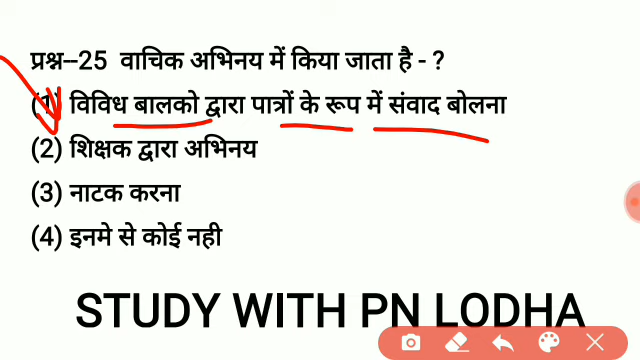 प्रश्न--25 वाचिक अभिनय में किया जाता है - ?
(1) विविध बालको द्वारा पात्रों के रूप में संवाद बोलना
(2) शिक्षक द्वारा अभिनय
(3) नाटक करना
(4) इनमे से कोई नही
STUDY WITH PN LODHA